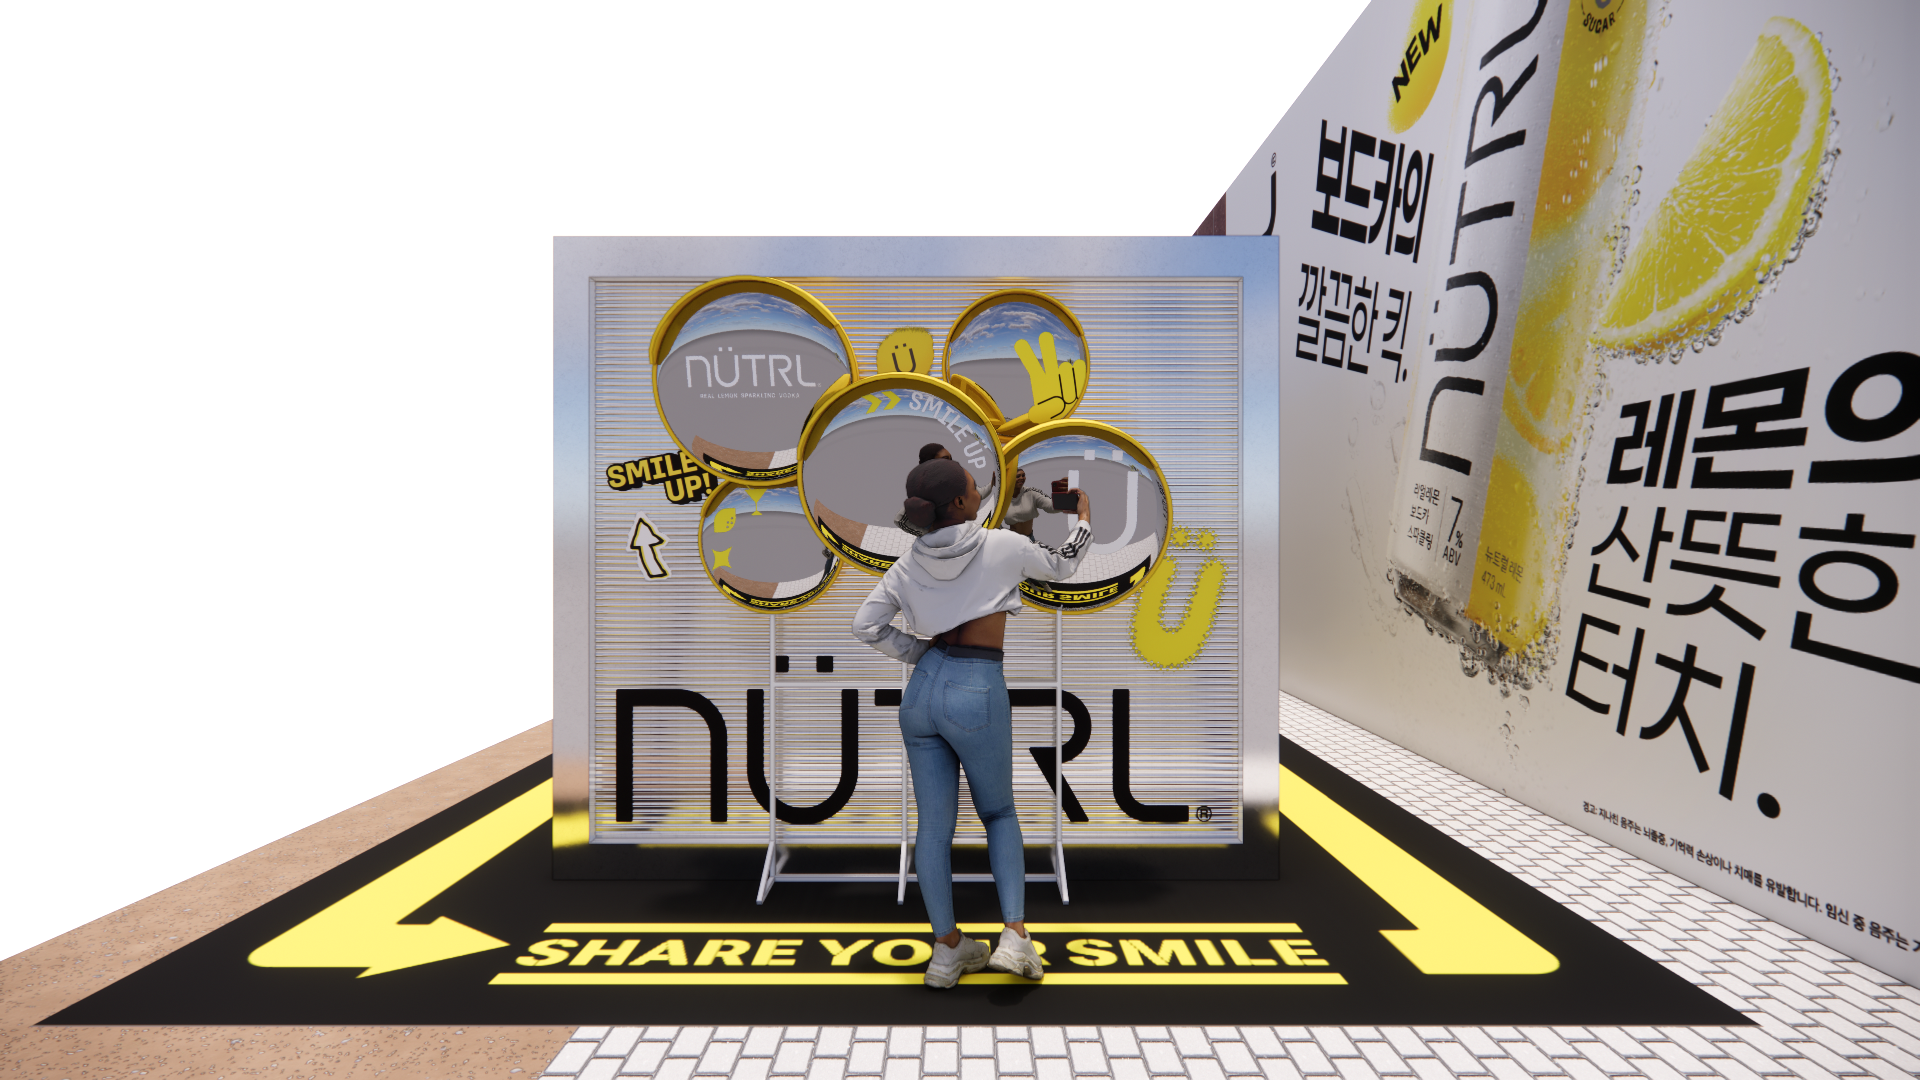 NÜTRL
REAL LEMON SPARKLING VODKA
Ü
SMILE ÜP
SMILE
UP!
Ü
Ü
NÜTRL®
SHARE YOUR SMILE
NEW
SUGAR
보드카의
깔끔한 킥.
NÜTRL
리얼레몬
보드카
스파클링
7%
ABV
뉴트럴 레몬
473 mL
레몬의
산뜻한
터치.
경고: 지나친 음주는 뇌졸중, 기억력 손상이나 치매를 유발합니다. 임신 중 음주는